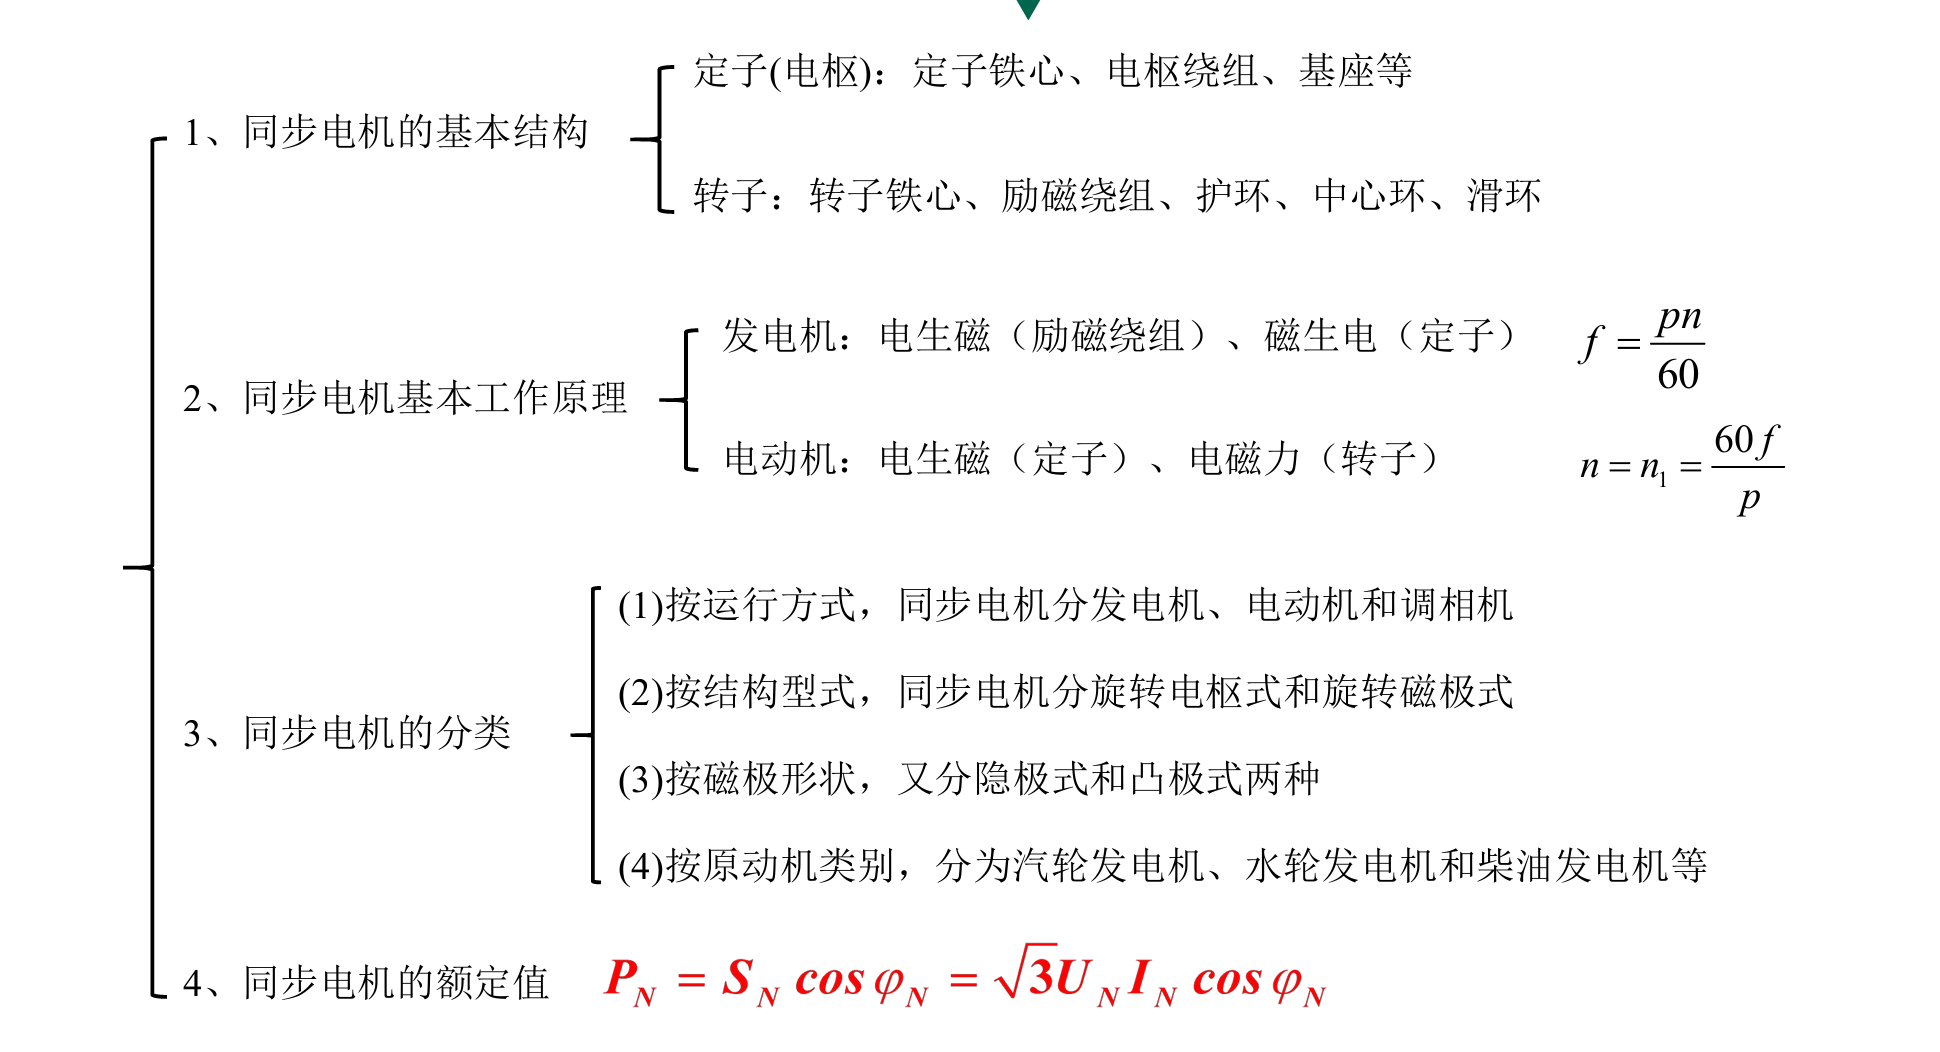 定子(电枢)：定子铁心、电枢绕组、基座等
1、同步电机的基本结构
转子：转子铁心、励磁绕组、护环、中心环、滑环
发电机：电生磁（励磁绕组）、磁生电（定子） f = pn/60
2、同步电机基本工作原理
电动机：电生磁（定子）、电磁力（转子） n = n₁ = 60f/p
(1)按运行方式，同步电机分发电机、电动机和调相机
(2)按结构型式，同步电机分旋转电枢式和旋转磁极式
3、同步电机的分类
(3)按磁极形状，又分隐极式和凸极式两种
(4)按原动机类别，分为汽轮发电机、水轮发电机和柴油发电机等
4、同步电机的额定值 P_N = S_N cos φ_N = √3 U_N I_N cos φ_N